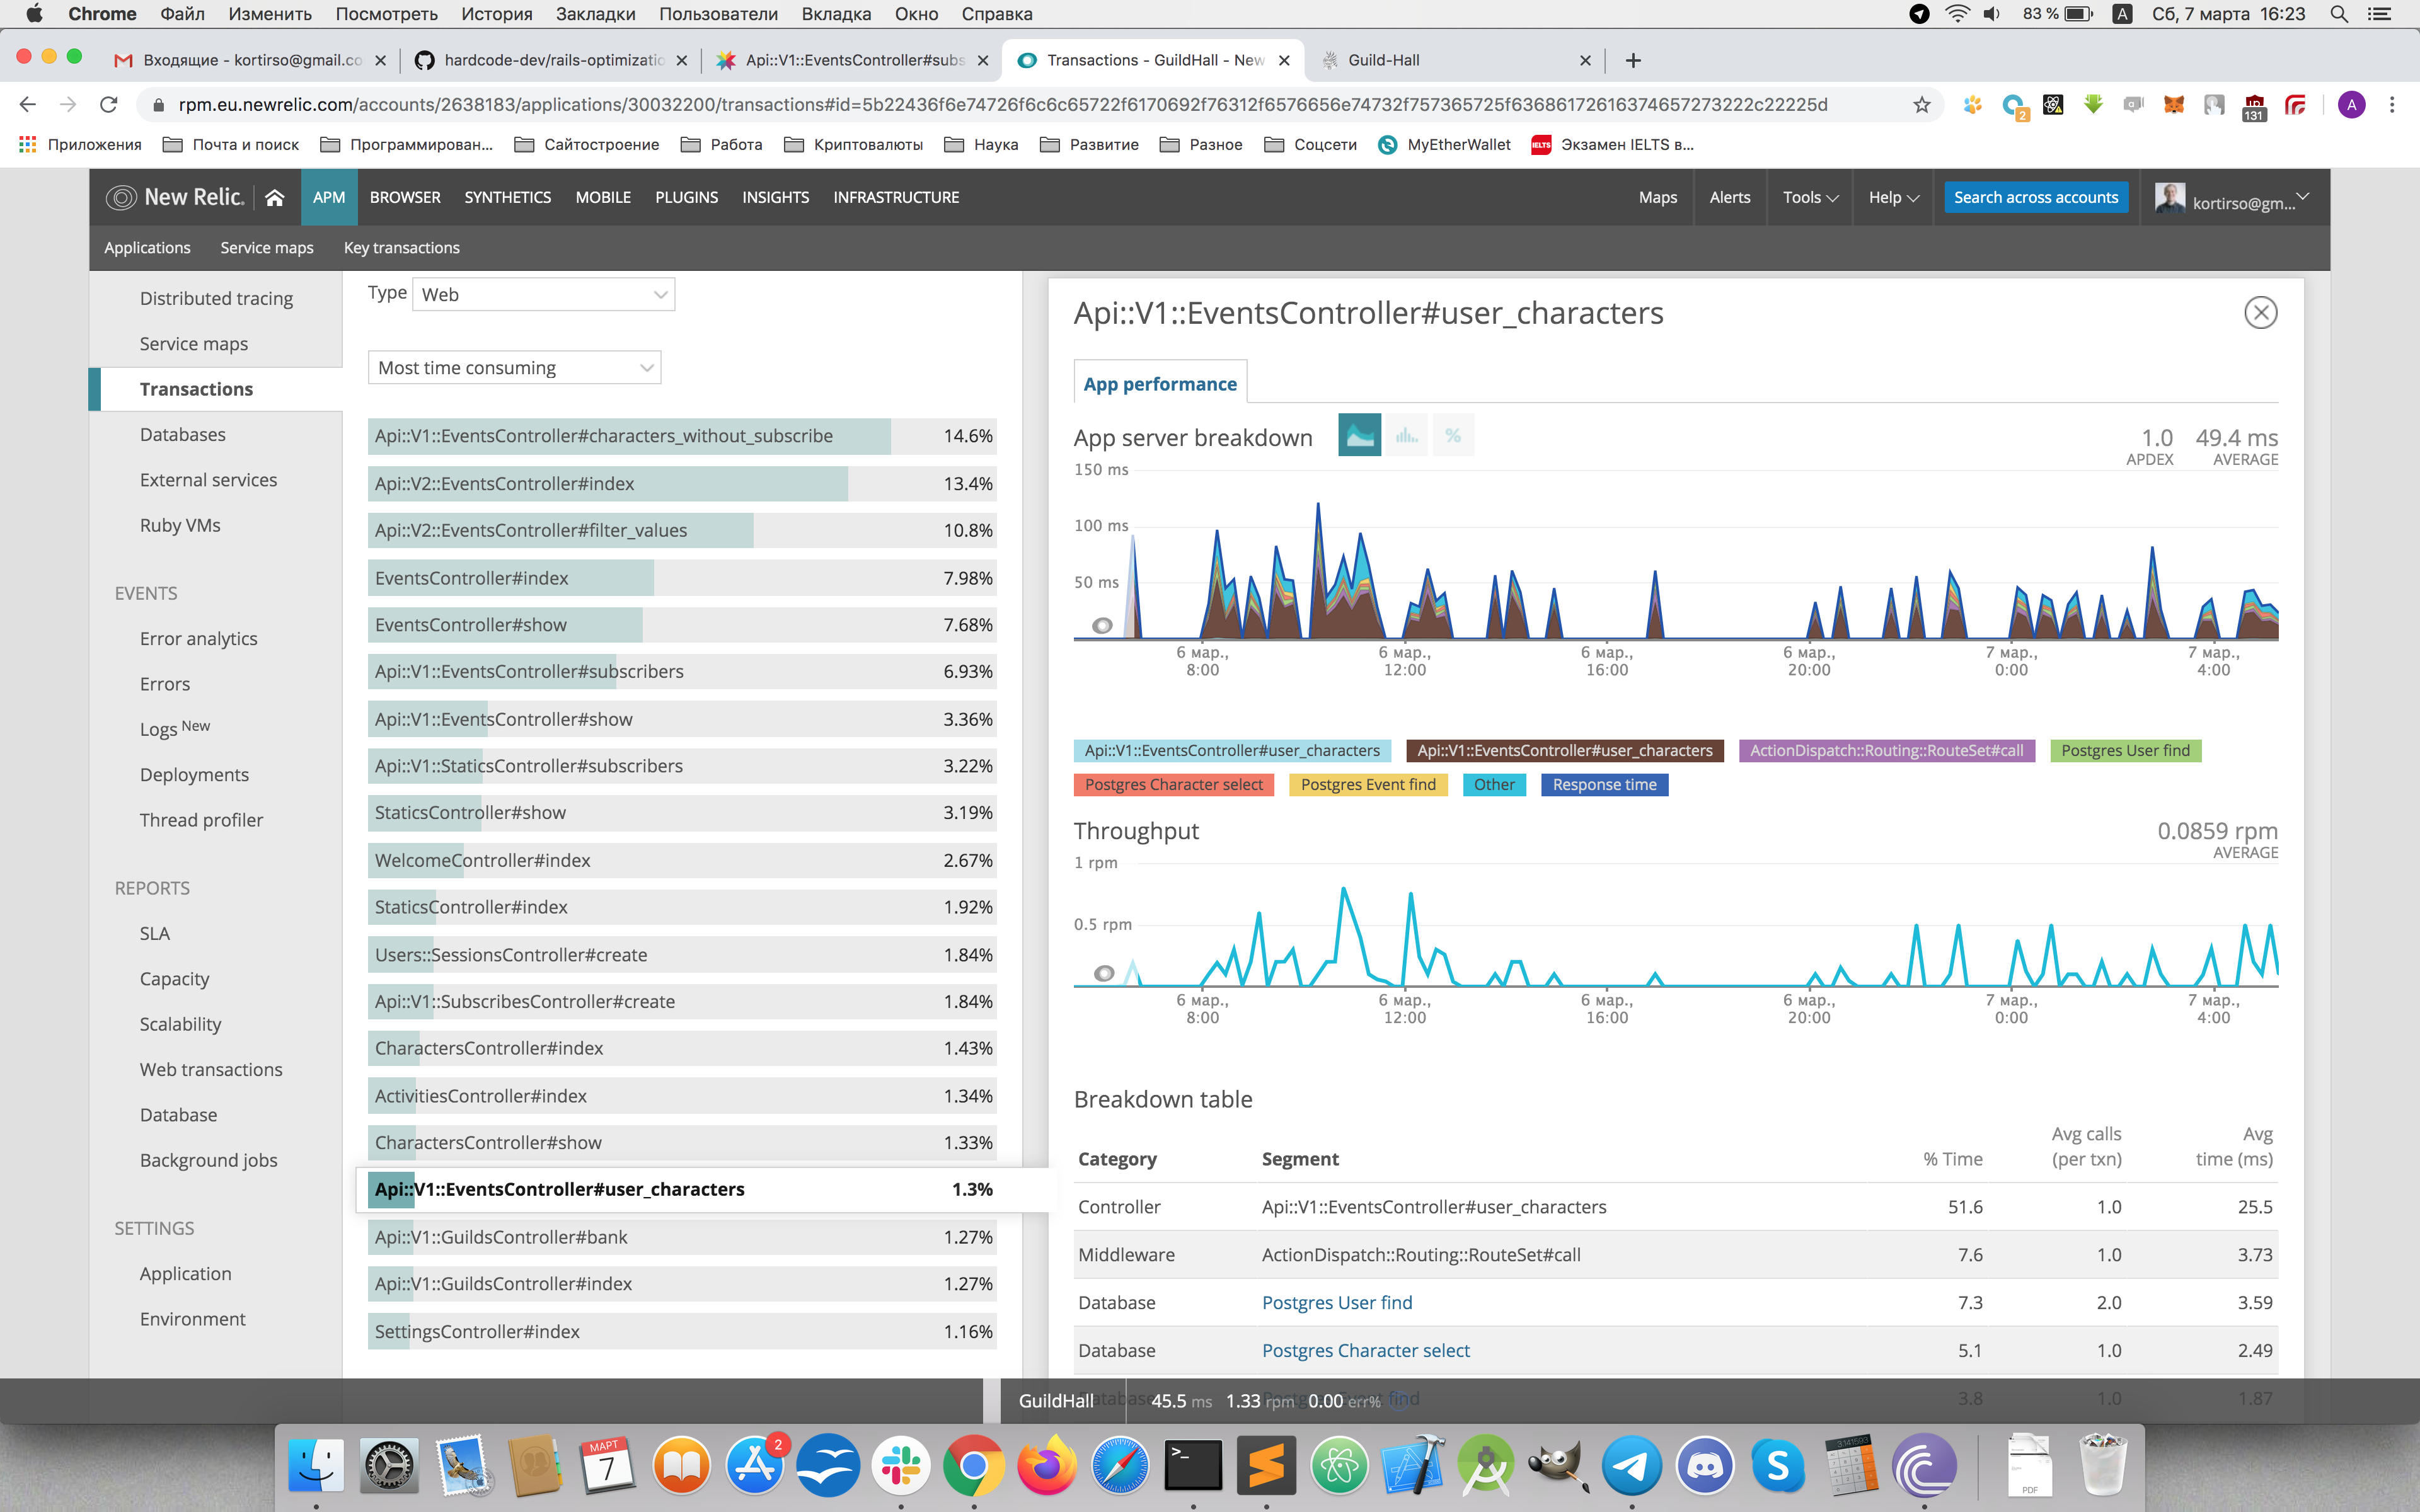 Chrome Файл Изменить Посмотреть История Закладки Пользователи Вкладка Окно Справка 83 % A Сб, 7 марта 16:23
Входящие - kortirso@gmail.co hardcode-dev/rails-optimizatio Api::V1::EventsController#subs Transactions - GuildHall - New Guild-Hall
rpm.eu.newrelic.com/accounts/2638183/applications/30032200/transactions#id=5b22436f6e74726f6c6c65722f6170692f76312f6576656e74732f757365725f63686172616374657273222c22225d 2 131 A
Приложения Почта и поиск Программирован... Сайтостроение Работа Криптовалюты Наука Развитие Разное Соцсети MyEtherWallet IELTS Экзамен IELTS в...
New Relic. APM BROWSER SYNTHETICS MOBILE PLUGINS INSIGHTS INFRASTRUCTURE Maps Alerts Tools Help Search across accounts kortirso@gm...
Applications Service maps Key transactions
Distributed tracing
Service maps
Transactions
Databases
External services
Ruby VMs
EVENTS
Error analytics
Errors
Logs New
Deployments
Thread profiler
REPORTS
SLA
Capacity
Scalability
Web transactions
Database
Background jobs
SETTINGS
Application
Environment
Type Web
Most time consuming
Api::V1::EventsController#characters_without_subscribe 14.6%
Api::V2::EventsController#index 13.4%
Api::V2::EventsController#filter_values 10.8%
EventsController#index 7.98%
EventsController#show 7.68%
Api::V1::EventsController#subscribers 6.93%
Api::V1::EventsController#show 3.36%
Api::V1::StaticsController#subscribers 3.22%
StaticsController#show 3.19%
WelcomeController#index 2.67%
StaticsController#index 1.92%
Users::SessionsController#create 1.84%
Api::V1::SubscribesController#create 1.84%
CharactersController#index 1.43%
ActivitiesController#index 1.34%
CharactersController#show 1.33%
Api::V1::EventsController#user_characters 1.3%
Api::V1::GuildsController#bank 1.27%
Api::V1::GuildsController#index 1.27%
SettingsController#index 1.16%
Api::V1::EventsController#user_characters
App performance
App server breakdown % 1.0 49.4 ms
APDEX AVERAGE
150 ms
100 ms
50 ms
6 мар., 6 мар., 6 мар., 6 мар., 7 мар., 7 мар.,
8:00 12:00 16:00 20:00 0:00 4:00
Api::V1::EventsController#user_characters Api::V1::EventsController#user_characters ActionDispatch::Routing::RouteSet#call Postgres User find
Postgres Character select Postgres Event find Other Response time
Throughput 0.0859 rpm
AVERAGE
1 rpm
0.5 rpm
6 мар., 6 мар., 6 мар., 6 мар., 7 мар., 7 мар.,
8:00 12:00 16:00 20:00 0:00 4:00
Breakdown table
Category Segment % Time Avg calls (per txn) Avg time (ms)
Controller Api::V1::EventsController#user_characters 51.6 1.0 25.5
Middleware ActionDispatch::Routing::RouteSet#call 7.6 1.0 3.73
Database Postgres User find 7.3 2.0 3.59
Database Postgres Character select 5.1 1.0 2.49
Database Postgres Event find 3.8 1.0 1.87
GuildHall 45.5 ms 1.33 rpm 0.00 err%
МАРТ
7
2
PDF